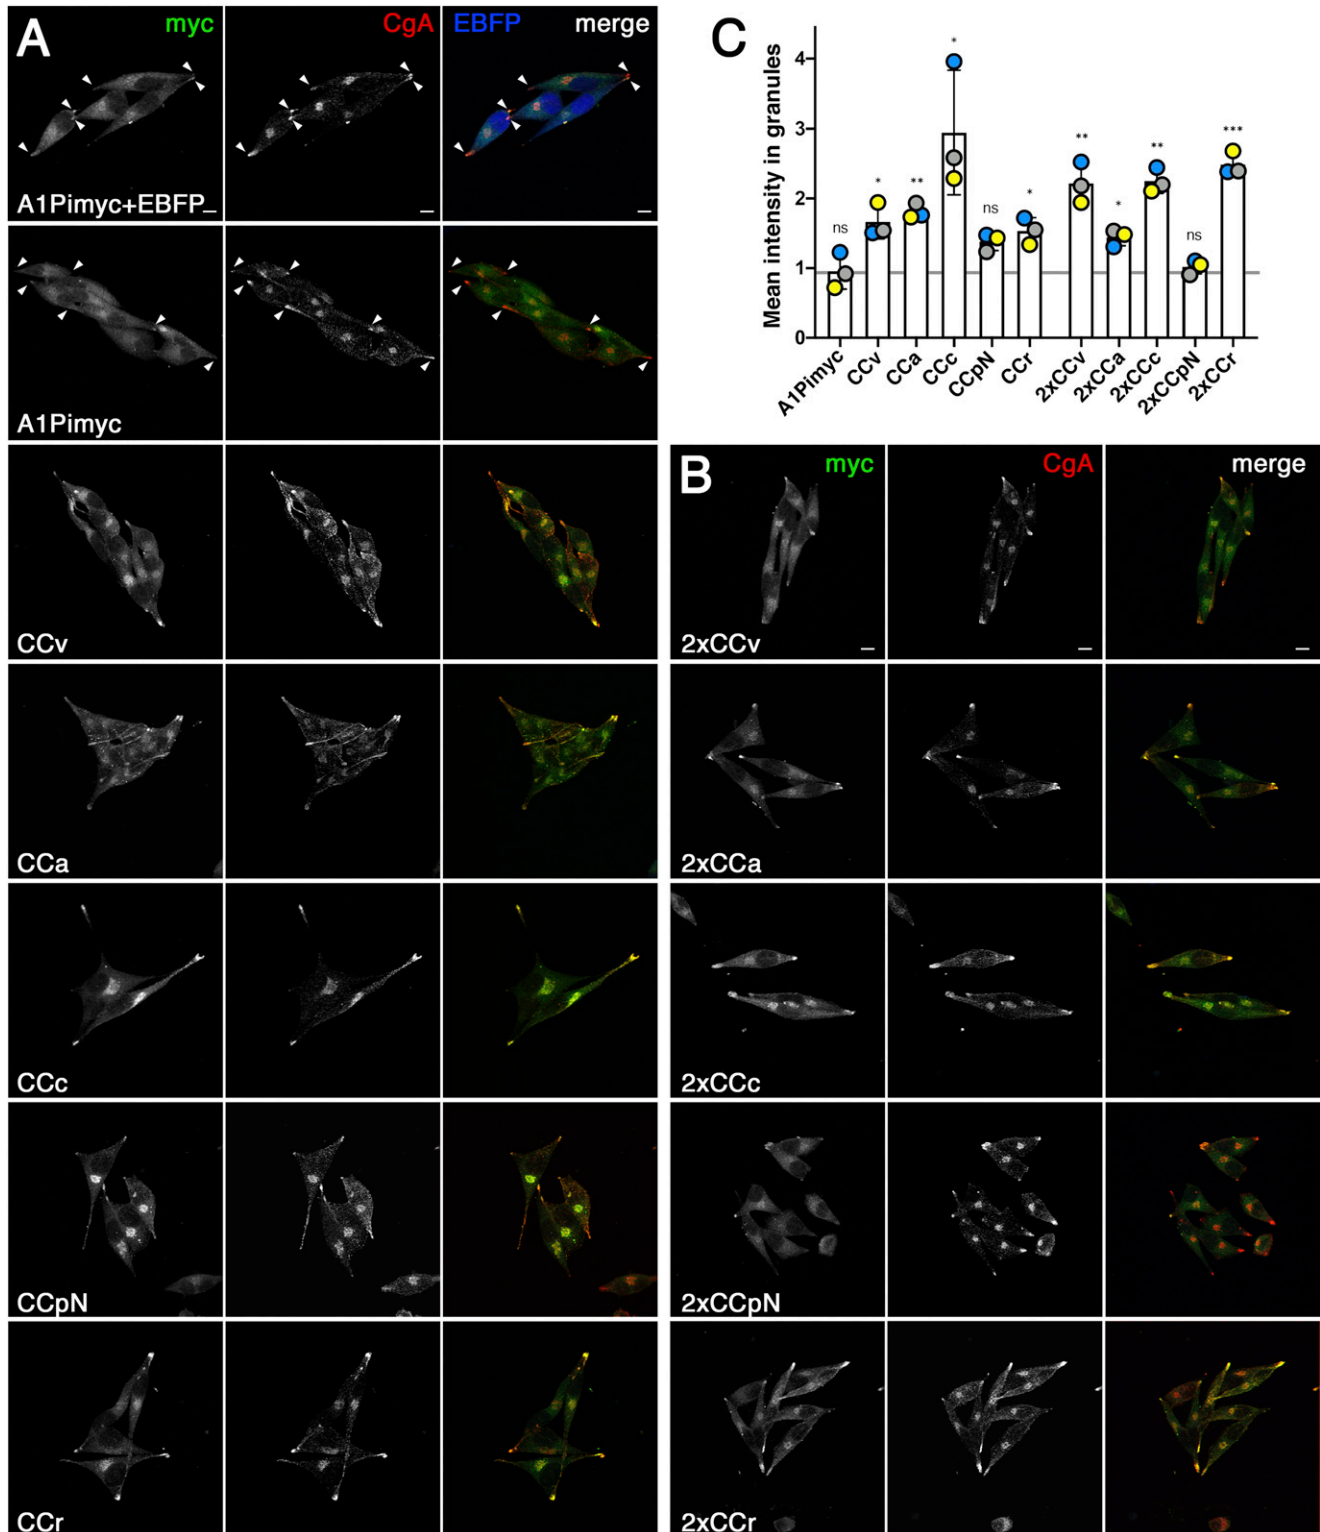 A
myc
CgA
EBFP
merge
A1Pimyc+EBFP
A1Pimyc
CCv
CCa
CCc
CCpN
CCr
C
Mean intensity in granules
4
3
2
1
0
ns
*
**
*
ns
*
**
*
**
ns
***
A1Pimyc
CCv
CCa
CCc
CCpN
CCr
2xCCv
2xCCa
2xCCc
2xCCpN
2xCCr
B
myc
CgA
merge
2xCCv
2xCCa
2xCCc
2xCCpN
2xCCr